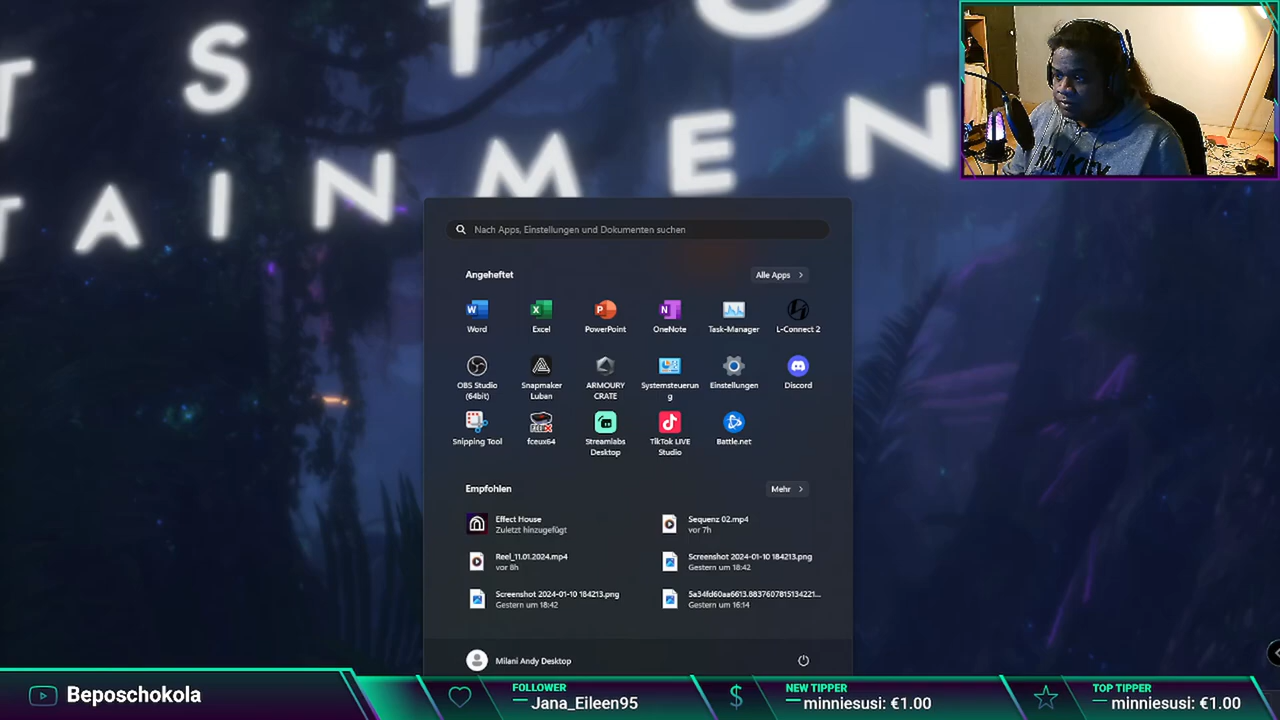 T S T O
TAINMEN
Nach Apps, Einstellungen und Dokumenten suchen
Angeheftet
Alle Apps
Word
Excel
PowerPoint
OneNote
Task-Manager
L-Connect 2
OBS Studio
(64bit)
Snapmaker
Luban
ARMOURY
CRATE
Systemsteuerun
g
Einstellungen
Discord
Snipping Tool
fceux64
Streamlabs
Desktop
TikTok LIVE
Studio
Battle.net
Empfohlen
Mehr
Effect House
Zuletzt hinzugefügt
Sequenz 02.mp4
vor 7h
Reel_11.01.2024.mp4
vor 8h
Screenshot 2024-01-10 184213.png
Gestern um 18:42
Screenshot 2024-01-10 184213.png
Gestern um 18:42
5a34fd60aa6613.8837607815134221...
Gestern um 16:14
Milani Andy Desktop
Beposchokola
FOLLOWER
Jana_Eileen95
NEW TIPPER
minniesusi: €1.00
TOP TIPPER
minniesusi: €1.00